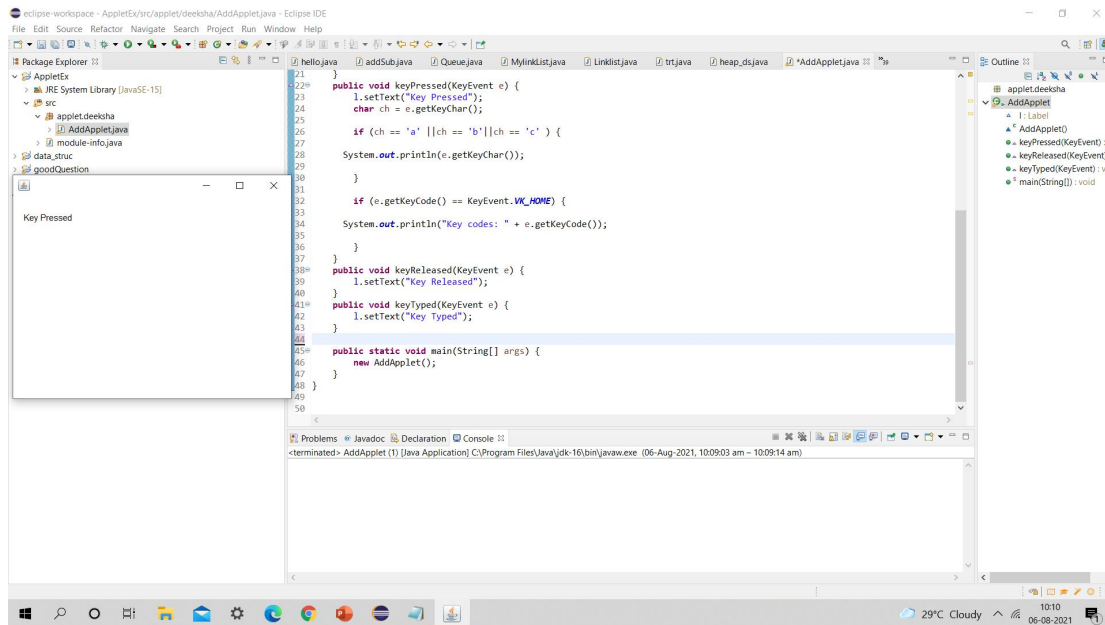 eclipse-workspace - AppletEx/src/applet/deeksha/AddApplet.java - Eclipse IDE
File Edit Source Refactor Navigate Search Project Run Window Help
Package Explorer
AppletEx
JRE System Library [JavaSE-15]
src
applet.deeksha
AddApplet.java
module-info.java
data_struc
goodQuestion
Key Pressed
hello.java addSub.java Queue.java MylinkList.java Linklist.java trt.java heap_ds.java *AddApplet.java »39
21 }
22 public void keyPressed(KeyEvent e) {
23 l.setText("Key Pressed");
24 char ch = e.getKeyChar();
25
26 if (ch == 'a' ||ch == 'b'||ch == 'c' ) {
27
28 System.out.println(e.getKeyChar());
29
30 }
31
32 if (e.getKeyCode() == KeyEvent.VK_HOME) {
33
34 System.out.println("Key codes: " + e.getKeyCode());
35
36 }
37 }
38 public void keyReleased(KeyEvent e) {
39 l.setText("Key Released");
40 }
41 public void keyTyped(KeyEvent e) {
42 l.setText("Key Typed");
43 }
44
45 public static void main(String[] args) {
46 new AddApplet();
47 }
48 }
49
50
Outline
applet.deeksha
AddApplet
l : Label
AddApplet()
keyPressed(KeyEvent) :
keyReleased(KeyEvent)
keyTyped(KeyEvent) : v
main(String[]) : void
Problems Javadoc Declaration Console
<terminated> AddApplet (1) [Java Application] C:\Program Files\Java\jdk-16\bin\javaw.exe (06-Aug-2021, 10:09:03 am – 10:09:14 am)
29°C Cloudy
10:10
06-08-2021